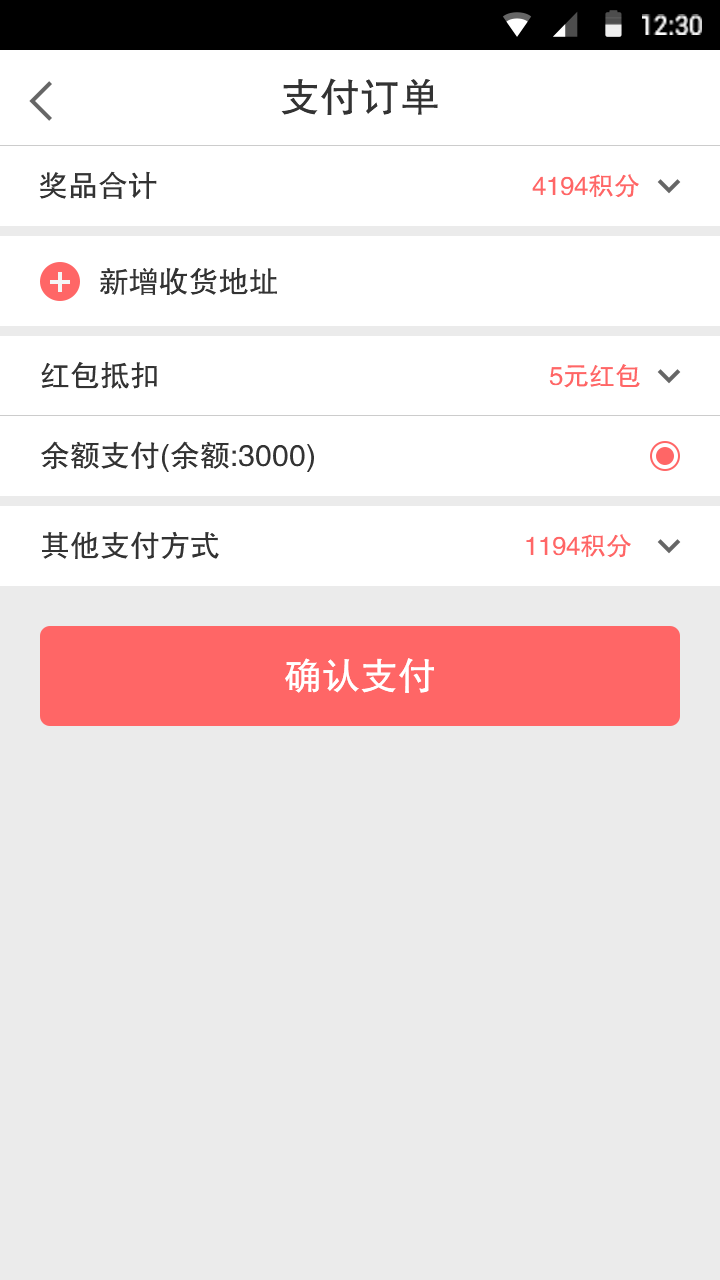 12:30
支付订单
奖品合计 4194积分
新增收货地址
红包抵扣 5元红包
余额支付(余额:3000)
其他支付方式 1194积分
确认支付